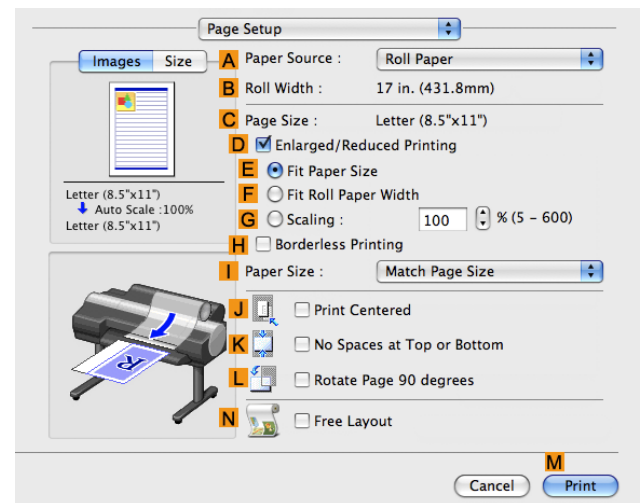 Page Setup
Images Size
A Paper Source : Roll Paper
B Roll Width : 17 in. (431.8mm)
C Page Size : Letter (8.5"x11")
D Enlarged/Reduced Printing
E Fit Paper Size
F Fit Roll Paper Width
G Scaling : 100 % (5 - 600)
H Borderless Printing
I Paper Size : Match Page Size
Letter (8.5"x11")
Auto Scale :100%
Letter (8.5"x11")
J Print Centered
K No Spaces at Top or Bottom
L Rotate Page 90 degrees
N Free Layout
R
M
Cancel Print